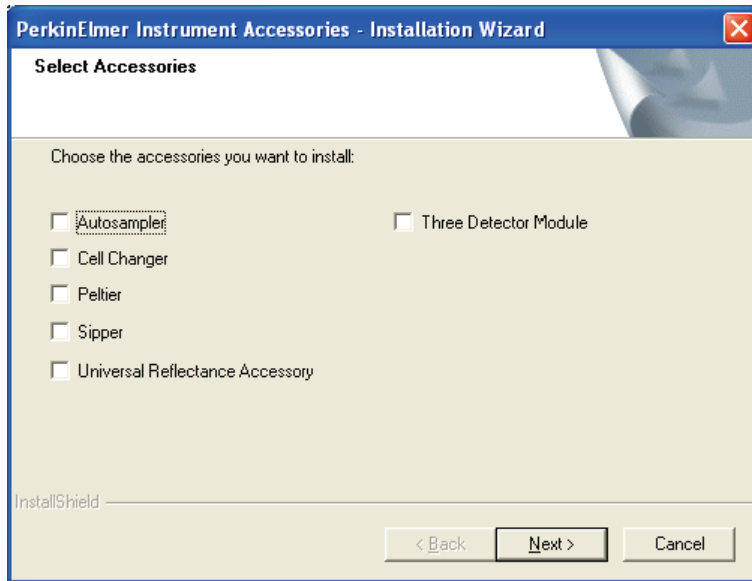 PerkinElmer Instrument Accessories - Installation Wizard
Select Accessories
Choose the accessories you want to install:
Autosampler
Three Detector Module
Cell Changer
Peltier
Sipper
Universal Reflectance Accessory
InstallShield
< Back
Next >
Cancel